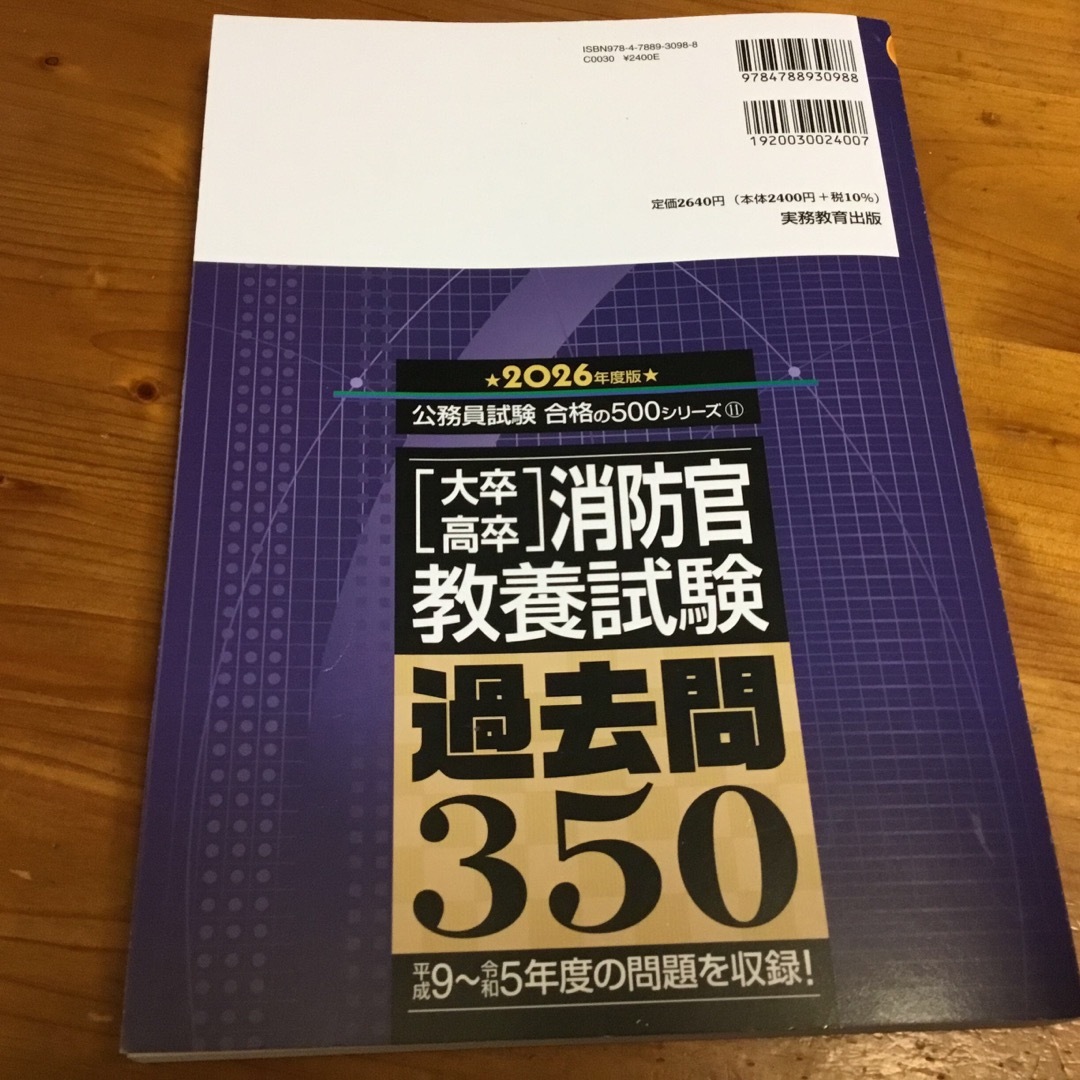 ISBN978-4-7889-3098-8
C0030 ¥2400E
9784788930988
1920030024007
定価2640円（本体2400円＋税10%）
実務教育出版
★2026年度版★
公務員試験 合格の500シリーズ⑪
[大卒 高卒]消防官
教養試験
過去問
350
平成9～令和5年度の問題を収録！